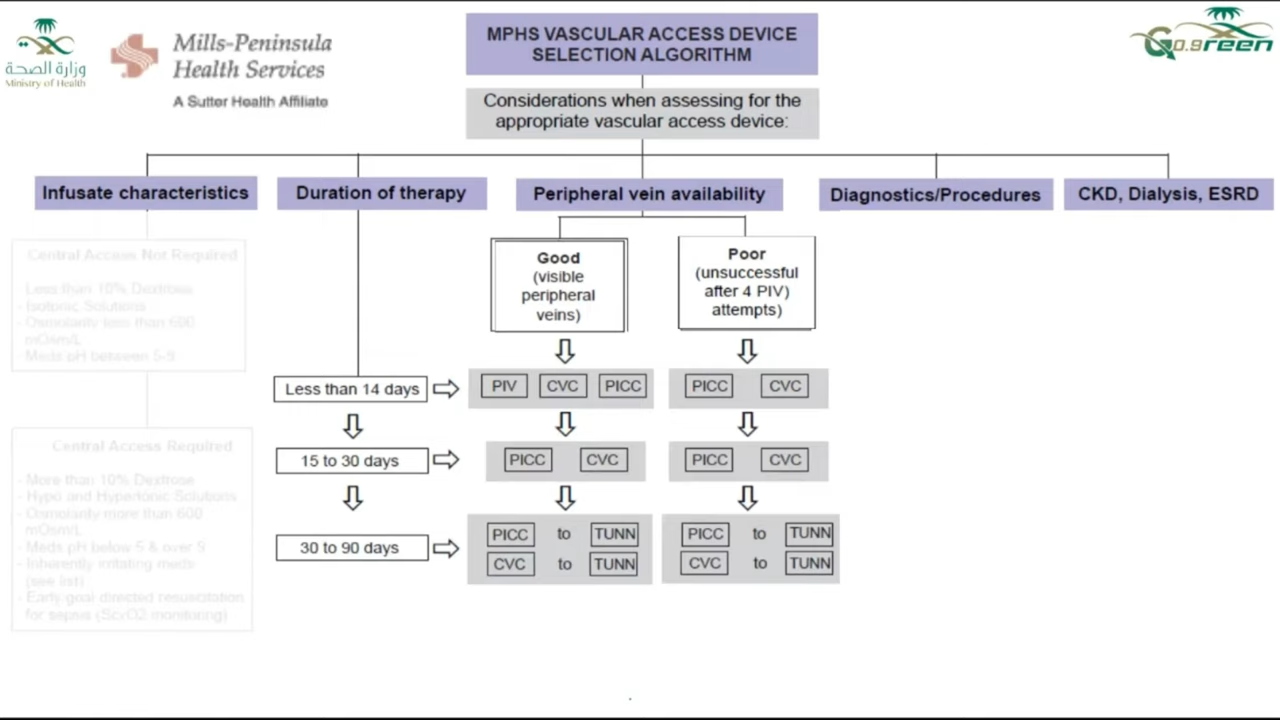 وزارة الصحة
Ministry of Health
Mills-Peninsula
Health Services
A Sutter Health Affiliate
MPHS VASCULAR ACCESS DEVICE
SELECTION ALGORITHM
Go.green
Considerations when assessing for the
appropriate vascular access device:
Infusate characteristics
Duration of therapy
Peripheral vein availability
Diagnostics/Procedures
CKD, Dialysis, ESRD
Central Access Not Required
Less than 10% Dextrose
- Isotonic Solutions
- Osmolarity less than 600
mOsm/L
- Meds pH between 5-9
Central Access Required
- More than 10% Dextrose
- Hypo and Hypertonic Solutions
- Osmolarity more than 600
mOsm/L
- Meds pH below 5 & over 9
- Inherently irritating meds
(see list)
- Early goal directed resuscitation
for sepsis (ScvO2 monitoring)
Good
(visible
peripheral
veins)
Poor
(unsuccessful
after 4 PIV)
attempts)
Less than 14 days
PIV CVC PICC
PICC CVC
15 to 30 days
PICC CVC
PICC CVC
30 to 90 days
PICC to TUNN
CVC to TUNN
PICC to TUNN
CVC to TUNN